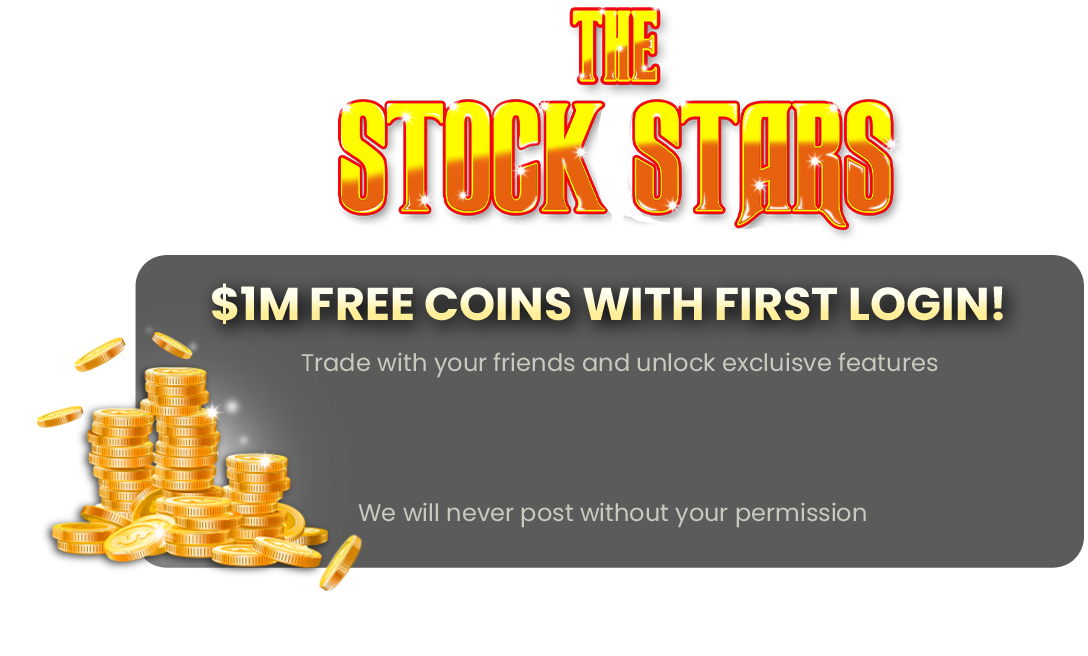 THE
STOCK STARS
$1M FREE COINS WITH FIRST LOGIN!
Trade with your friends and unlock excluisve features
We will never post without your permission